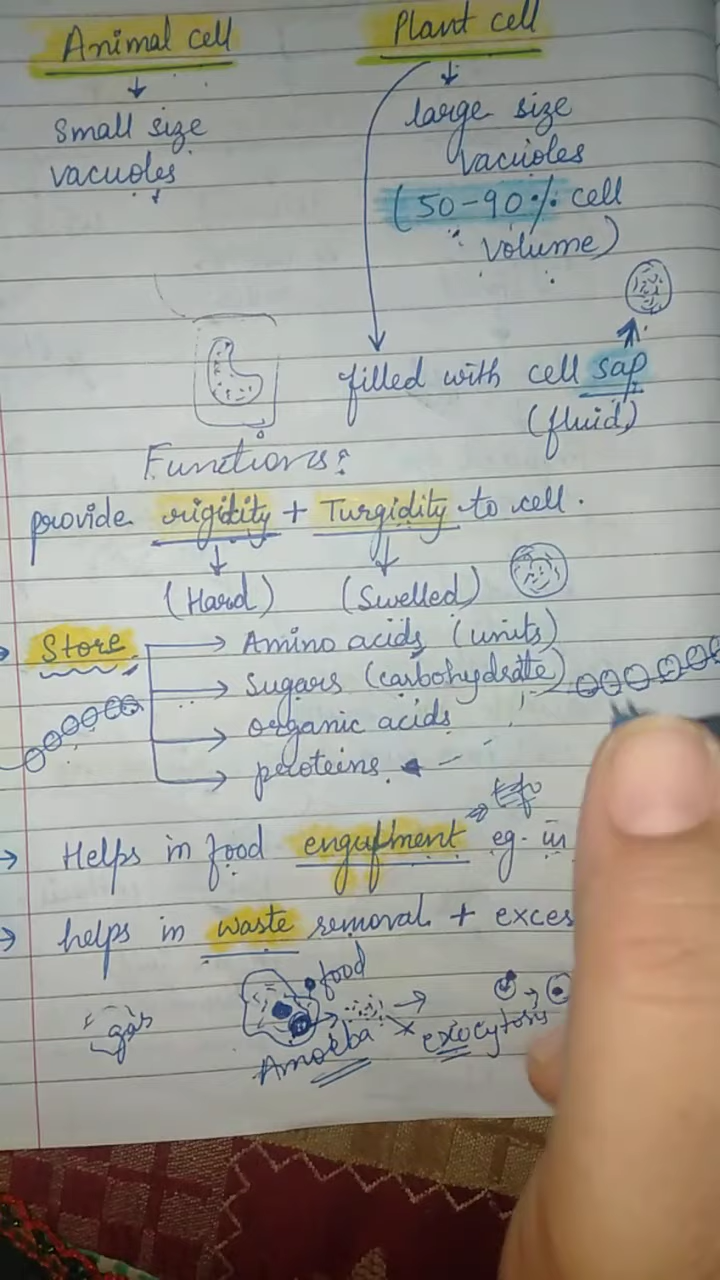 Animal cell
Plant cell
small size
vacuoles
large size
vacuoles
(50-90% cell
volume)
filled with cell sap
(fluid)
Functions:
provide rigidity + Turgidity to cell.
(Hard) (Swelled)
Store
Amino acids (units)
Sugars (carbohydrate)
organic acids
proteins
Helps in food engulfment eg. in
helps in waste removal + exces
food
gas
Amoeba
exocytosis